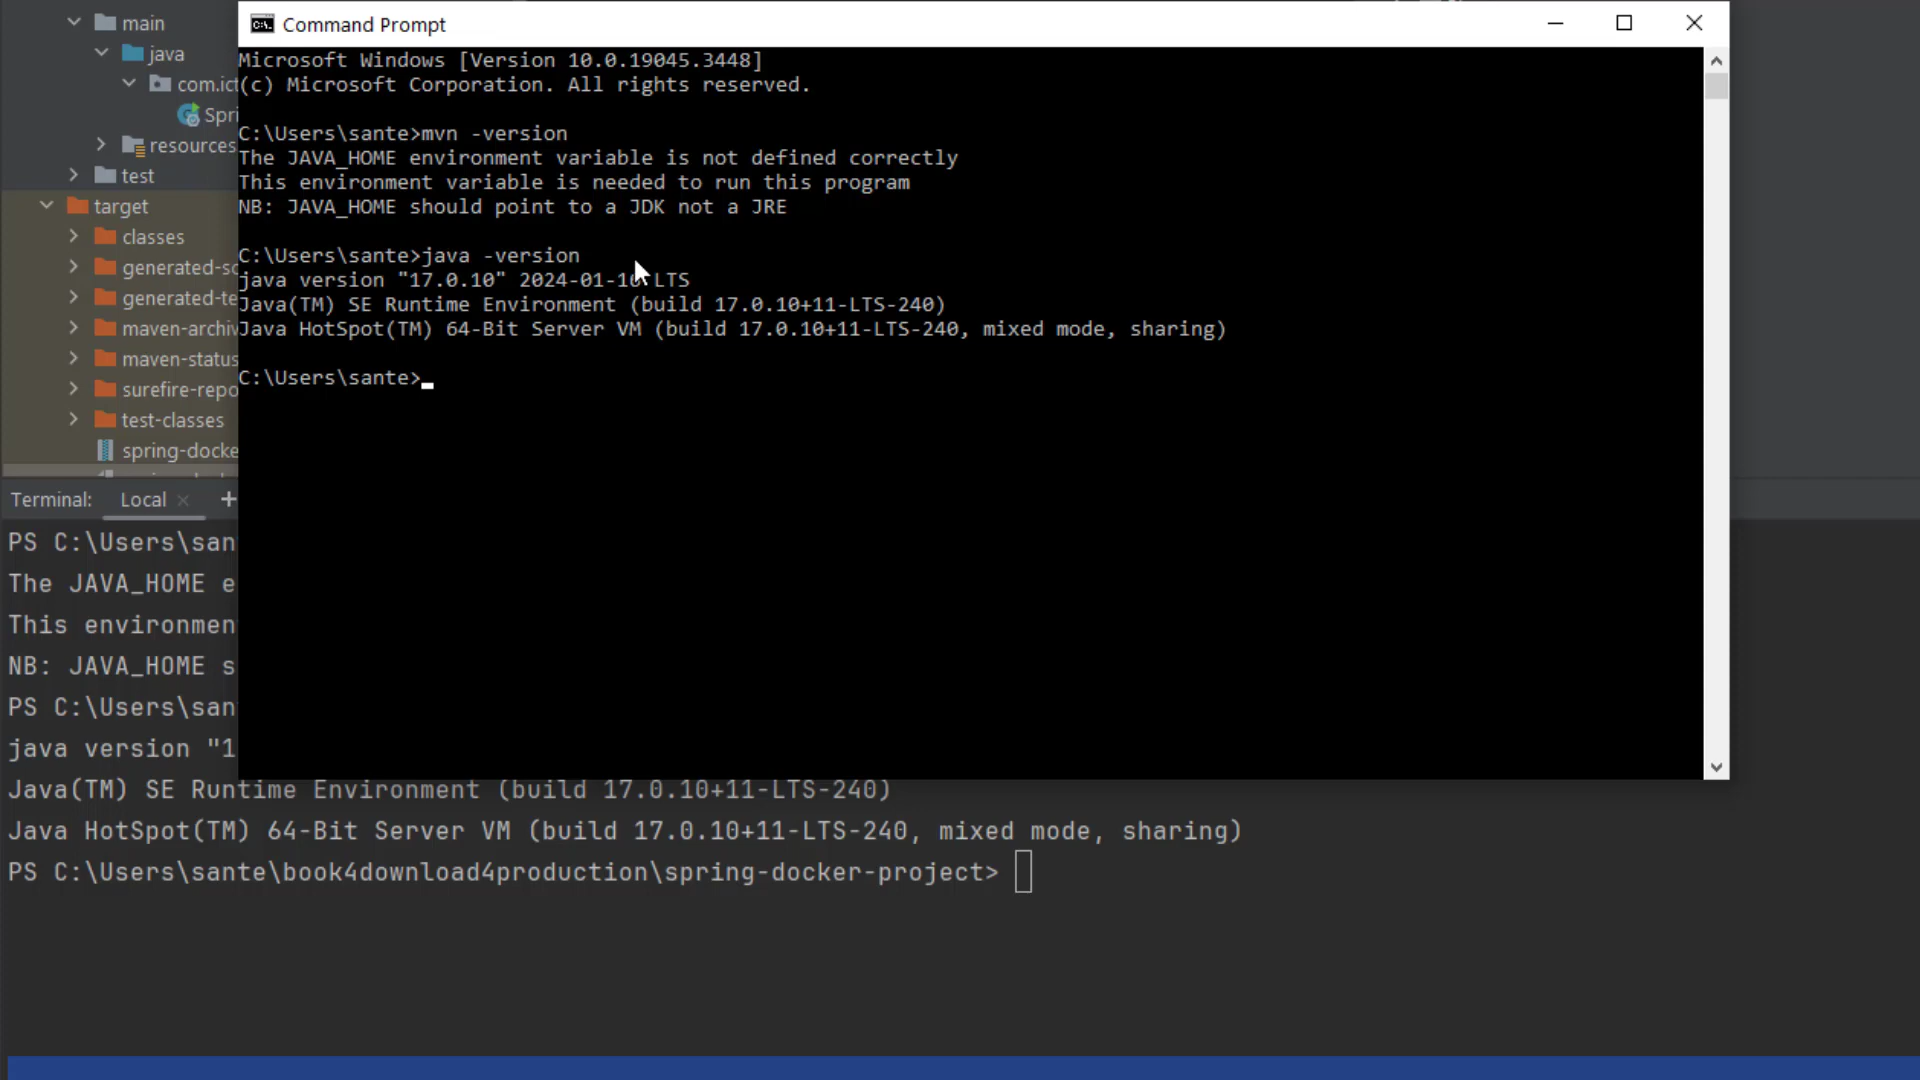 main
java
com.ict
Spri
resources
test
target
classes
generated-so
generated-te
maven-archiv
maven-status
surefire-repo
test-classes
spring-docke
Command Prompt
Microsoft Windows [Version 10.0.19045.3448]
(c) Microsoft Corporation. All rights reserved.
C:\Users\sante>mvn -version
The JAVA_HOME environment variable is not defined correctly
This environment variable is needed to run this program
NB: JAVA_HOME should point to a JDK not a JRE
C:\Users\sante>java -version
java version "17.0.10" 2024-01-16 LTS
Java(TM) SE Runtime Environment (build 17.0.10+11-LTS-240)
Java HotSpot(TM) 64-Bit Server VM (build 17.0.10+11-LTS-240, mixed mode, sharing)
C:\Users\sante>
Terminal: Local × +
PS C:\Users\san
The JAVA_HOME e
This environmen
NB: JAVA_HOME s
PS C:\Users\san
java version "1
Java(TM) SE Runtime Environment (build 17.0.10+11-LTS-240)
Java HotSpot(TM) 64-Bit Server VM (build 17.0.10+11-LTS-240, mixed mode, sharing)
PS C:\Users\sante\book4download4production\spring-docker-project>